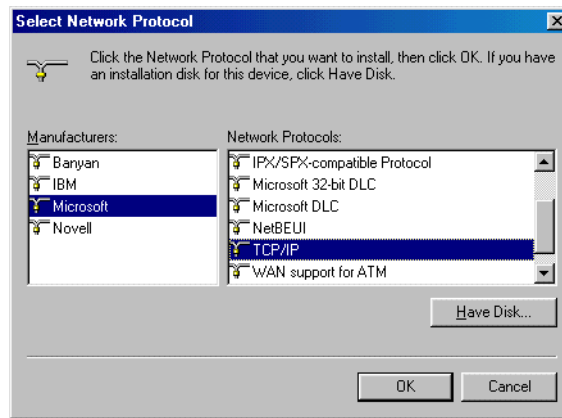 Select Network Protocol
Click the Network Protocol that you want to install, then click OK. If you have
an installation disk for this device, click Have Disk.
Manufacturers:
Banyan
IBM
Microsoft
Novell
Network Protocols:
IPX/SPX-compatible Protocol
Microsoft 32-bit DLC
Microsoft DLC
NetBEUI
TCP/IP
WAN support for ATM
Have Disk...
OK
Cancel